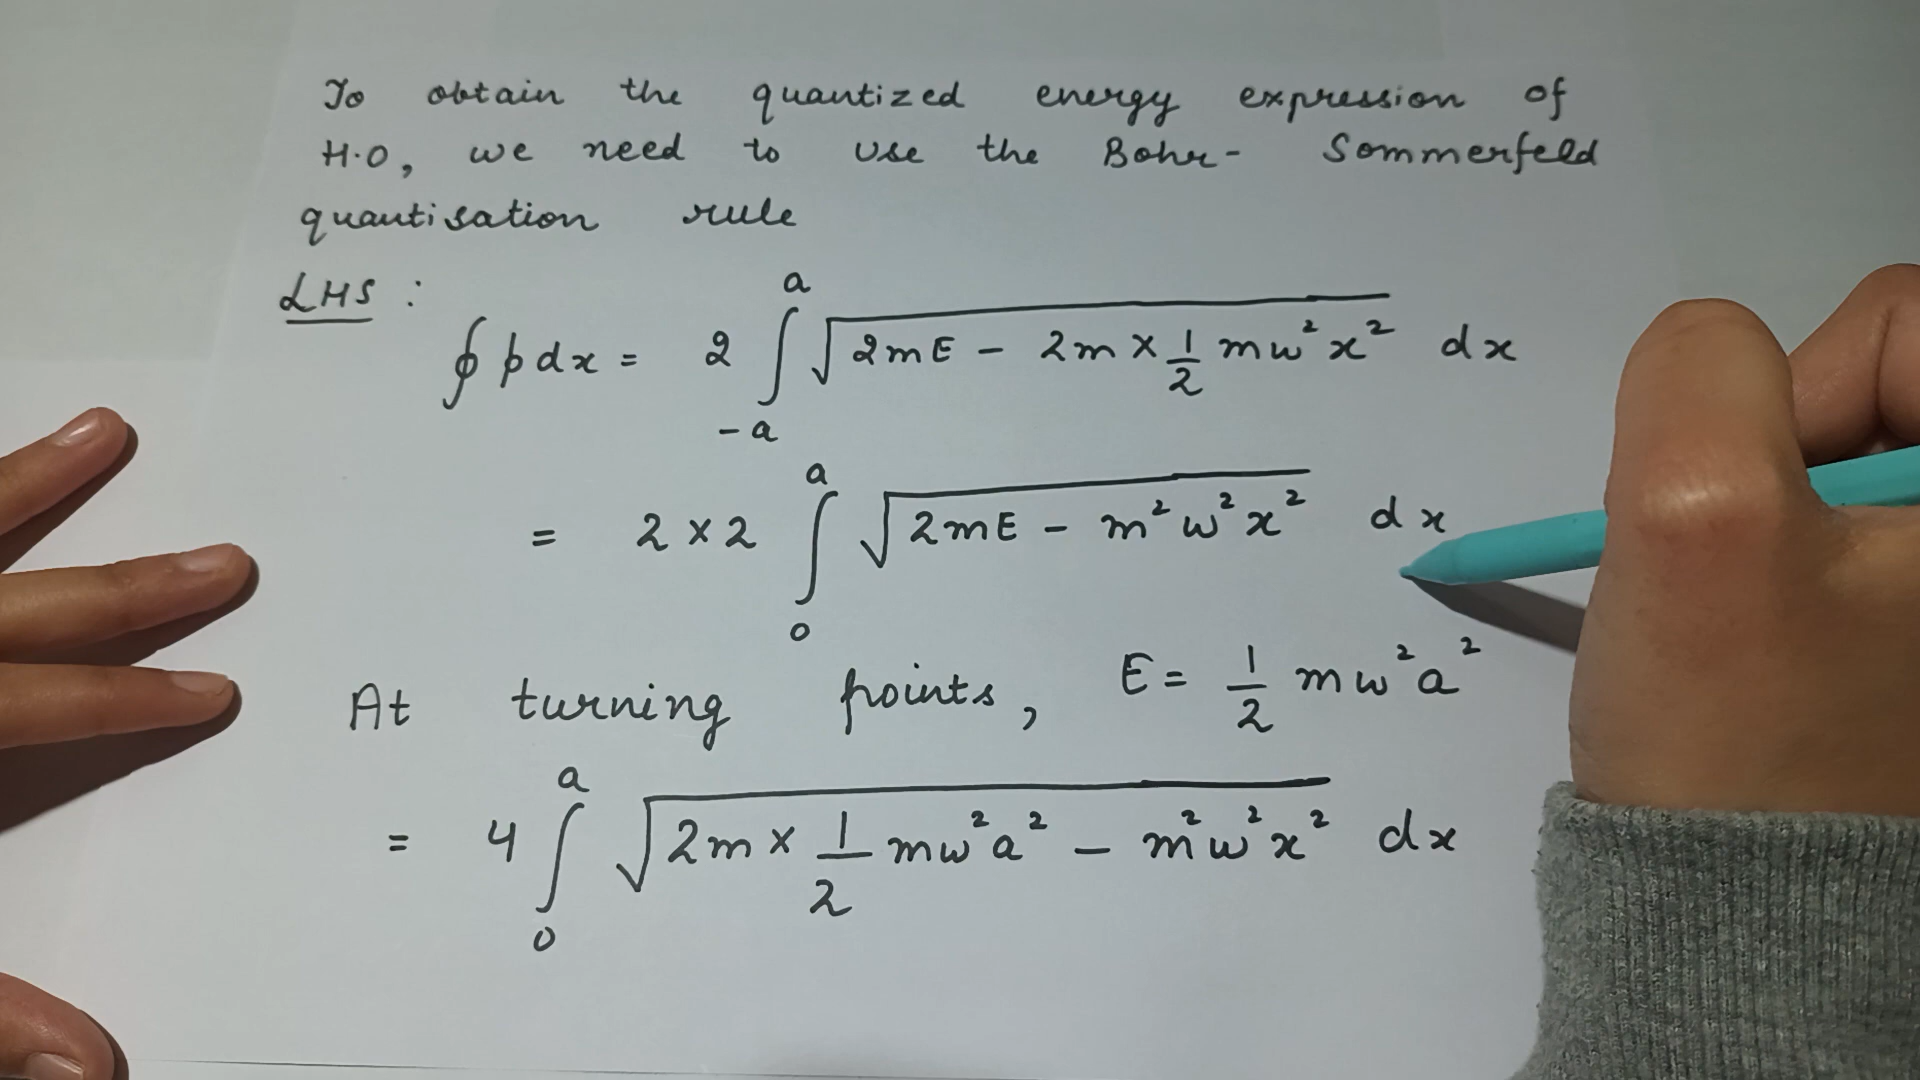 To obtain the quantized energy expression of
H.O, we need to use the Bohr- Sommerfeld
quantisation rule
LHS :
∮ p dx = 2 ∫_{-a}^{a} √(2mE - 2m × 1/2 mω²x²) dx
= 2 × 2 ∫_{0}^{a} √(2mE - m²ω²x²) dx
At turning points, E = 1/2 mω²a²
= 4 ∫_{0}^{a} √(2m × 1/2 mω²a² - m²ω²x²) dx